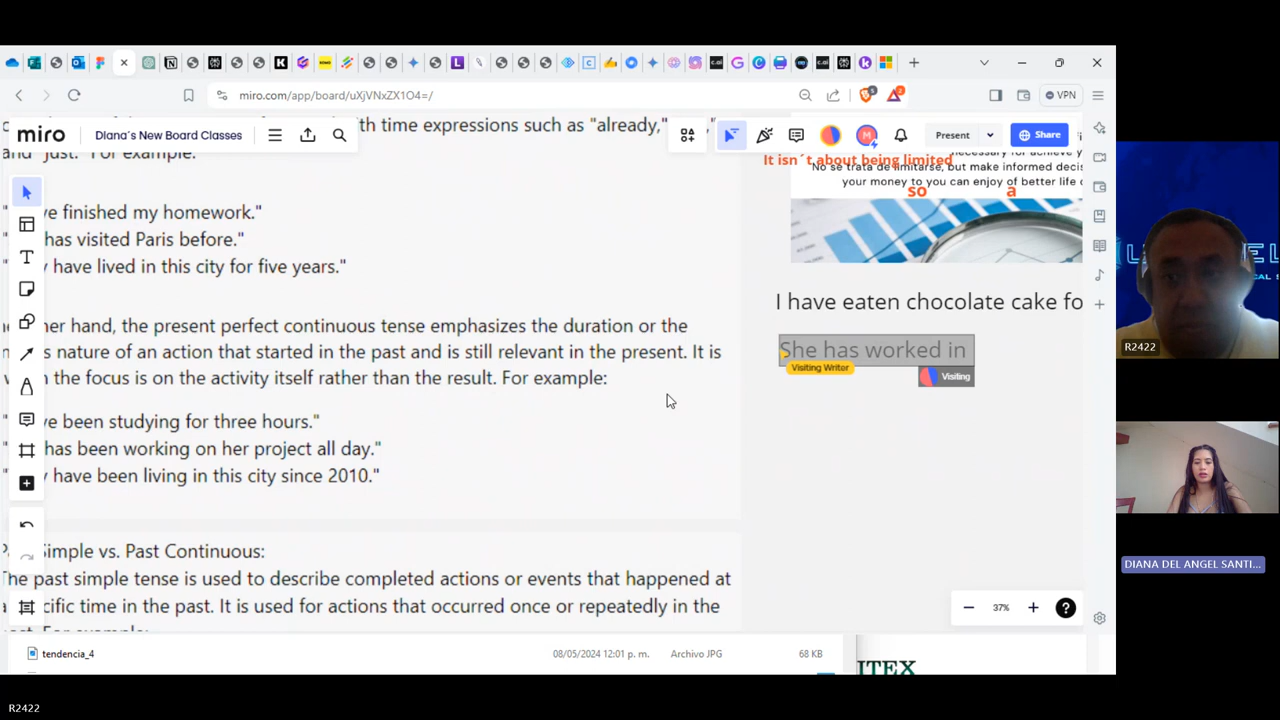 miro.com/app/board/uXjVNxZX1O4=/
VPN
miro
DIana's New Board Classes
Present
Share
th time expressions such as "already,"
and "just." For example:
ve finished my homework."
has visited Paris before."
have lived in this city for five years."
her hand, the present perfect continuous tense emphasizes the duration or the
s nature of an action that started in the past and is still relevant in the present. It is
n the focus is on the activity itself rather than the result. For example:
ve been studying for three hours."
has been working on her project all day."
have been living in this city since 2010."
Simple vs. Past Continuous:
The past simple tense is used to describe completed actions or events that happened at
cific time in the past. It is used for actions that occurred once or repeatedly in the
It isn´t about being limited
No se trata de limitarse, but make informed decis
your money to you can enjoy of better life
so a
I have eaten chocolate cake fo
She has worked in
Visiting Writer
Visiting
37%
tendencia_4
08/05/2024 12:01 p. m.
Archivo JPG
68 KB
ITEX
R2422
DIANA DEL ANGEL SANTI...
R2422